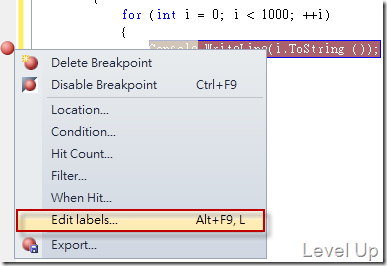 {
for (int i = 0; i < 1000; ++i)
{
Console.WriteLine(i.ToString ());
Delete Breakpoint
Disable Breakpoint Ctrl+F9
Location...
Condition...
Hit Count...
Filter...
When Hit...
Edit labels... Alt+F9, L
Export...
Level Up